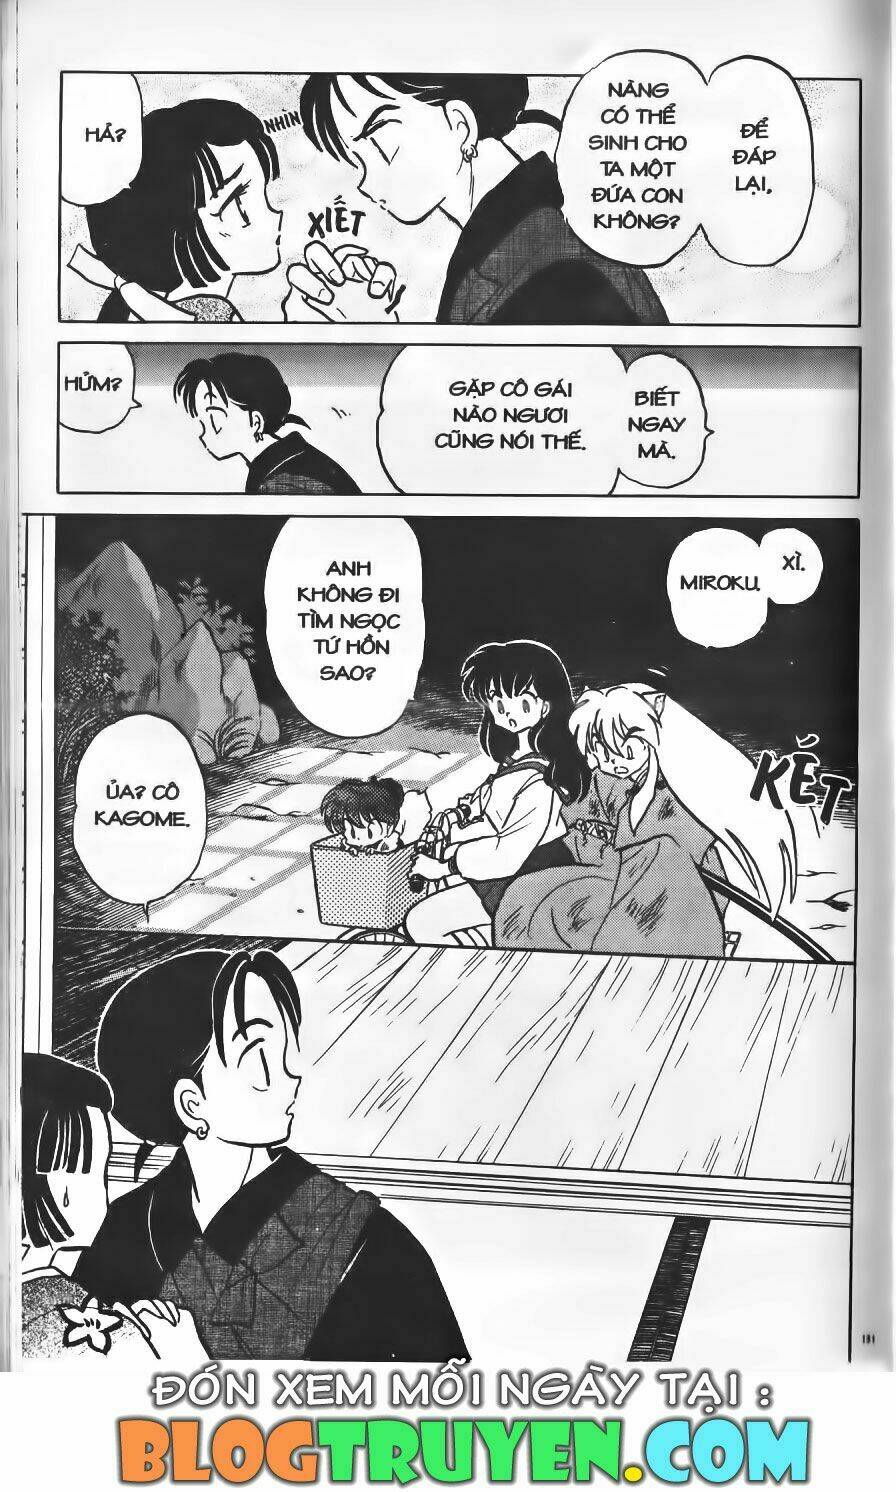 ĐỂ
ĐÁP
LẠI.
NÀNG
CÓ THỂ
SINH CHO
TA MỘT
ĐỨA CON
KHÔNG?
NHÌN
XIẾT
HẢ?
BIẾT
NGAY
MÀ.
GẶP CÔ GÁI
NÀO NGƯƠI
CŨNG NÓI THẾ.
HỬM?
XÌ.
MIROKU.
KÉT
ANH
KHÔNG ĐI
TÌM NGỌC
TỨ HỒN
SAO?
ỦA? CÔ
KAGOME.
131
ĐÓN XEM MỖI NGÀY TẠI :
BLOGTRUYEN.COM